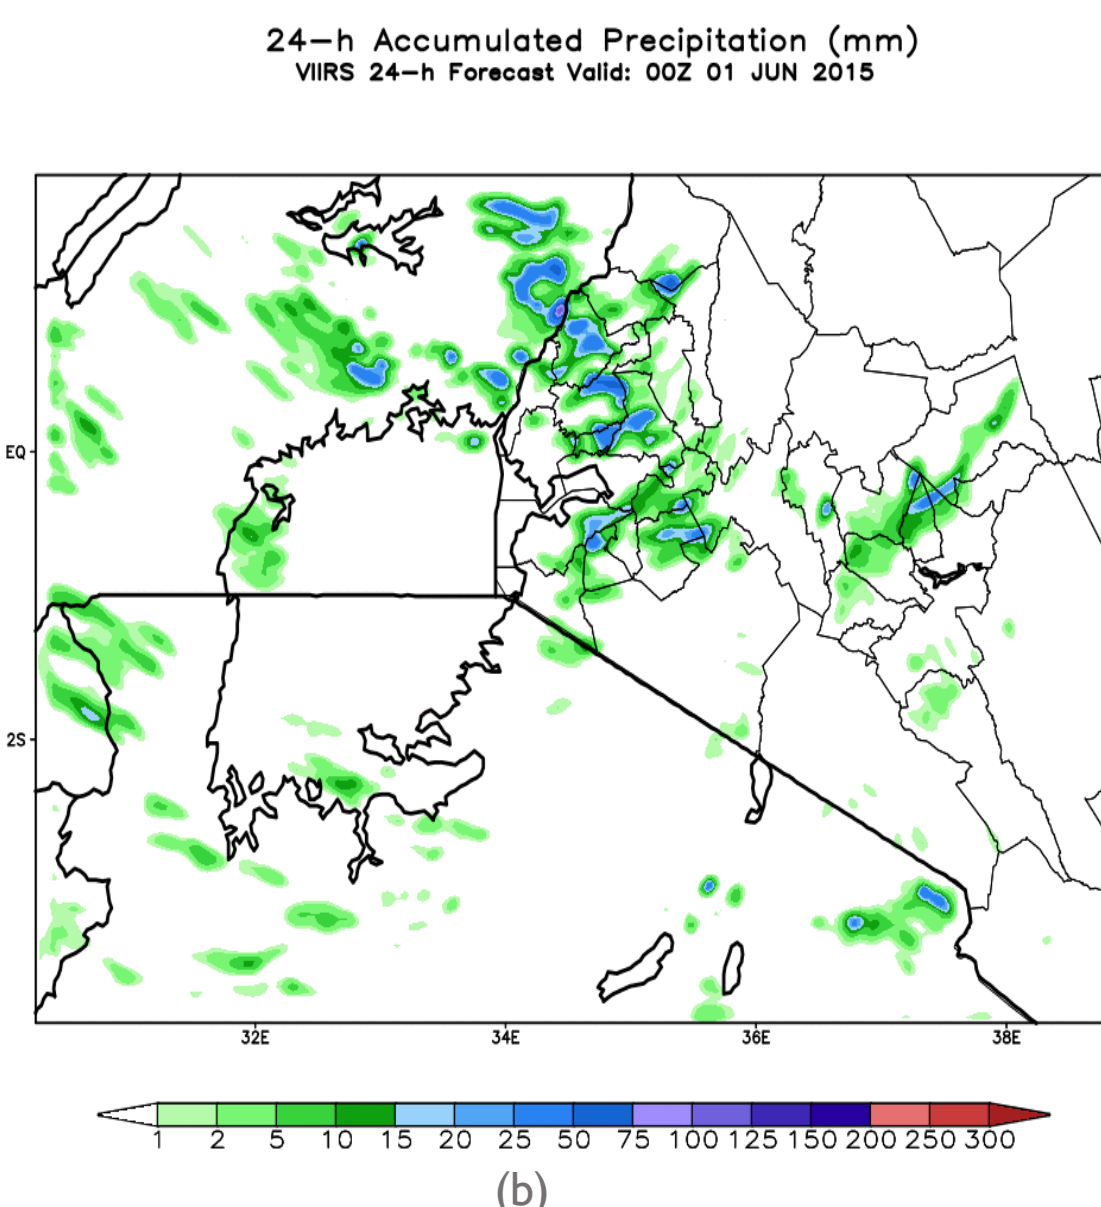 24-h Accumulated Precipitation (mm)
VIIRS 24-h Forecast Valid: 00Z 01 JUN 2015
EQ
2S
32E 34E 36E 38E
1 2 5 10 15 20 25 50 75 100 125 150 200 250 300
(b)